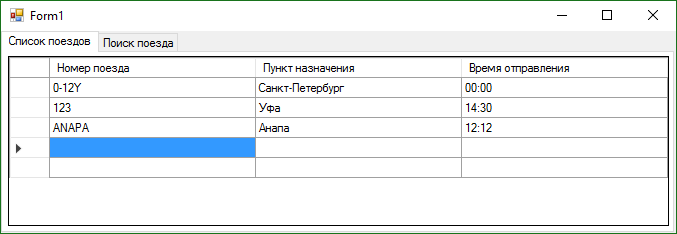 Form1
Список поездов Поиск поезда
Номер поезда Пункт назначения Время отправления
0-12Y Санкт-Петербург 00:00
123 Уфа 14:30
ANAPA Анапа 12:12